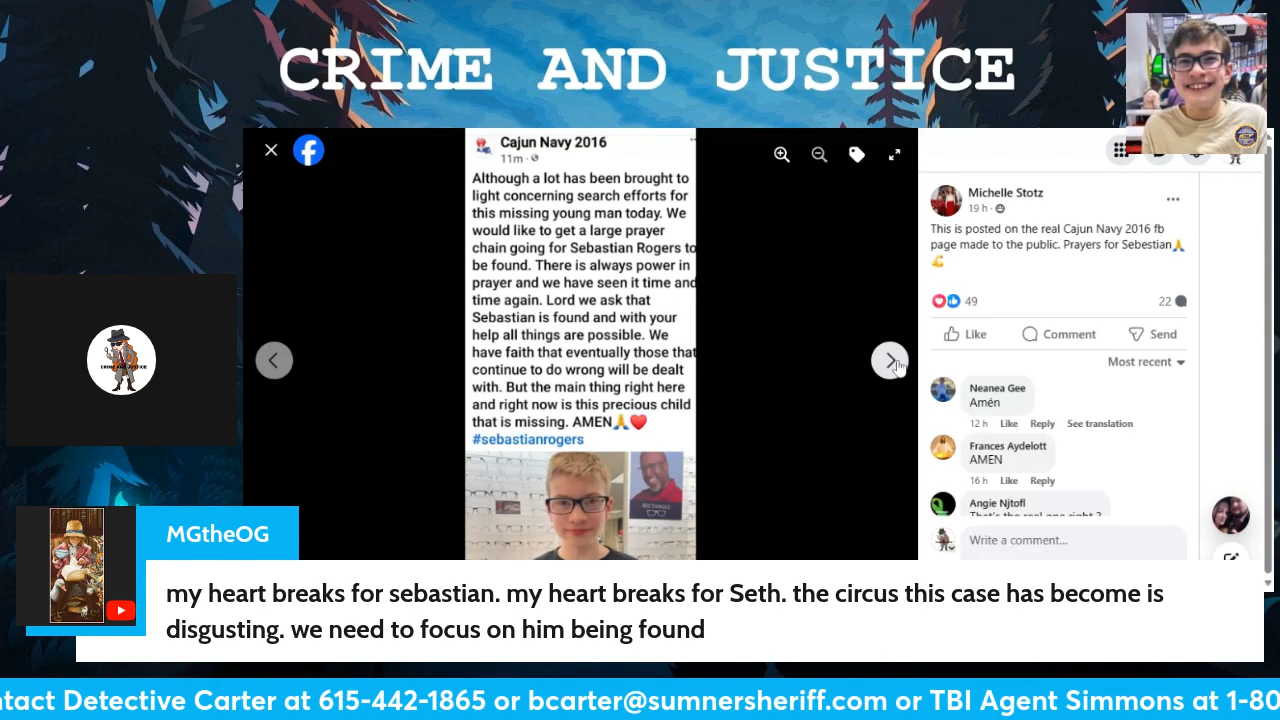 CRIME AND JUSTICE
Cajun Navy 2016
11m
Although a lot has been brought to
light concerning search efforts for
this missing young man today. We
would like to get a large prayer
chain going for Sebastian Rogers to
be found. There is always power in
prayer and we have seen it time and
time again. Lord we ask that
Sebastian is found and with your
help all things are possible. We
have faith that eventually those that
continue to do wrong will be dealt
with. But the main thing right here
and right now is this precious child
that is missing. AMEN🙏❤️
#sebastianrogers
RECTANGLE
Michelle Stotz
19 h
This is posted on the real Cajun Navy 2016 fb
page made to the public. Prayers for Sebestian🙏
💪
49
22
Like Comment Send
Most recent
Neanea Gee
Amén
12 h Like Reply See translation
Frances Aydelott
AMEN
16 h Like Reply
Angie Njtofl
That's the real one right ?
Write a comment...
CRIME AND JUSTICE
MGtheOG
my heart breaks for sebastian. my heart breaks for Seth. the circus this case has become is
disgusting. we need to focus on him being found
ntact Detective Carter at 615-442-1865 or bcarter@sumnersheriff.com or TBI Agent Simmons at 1-80